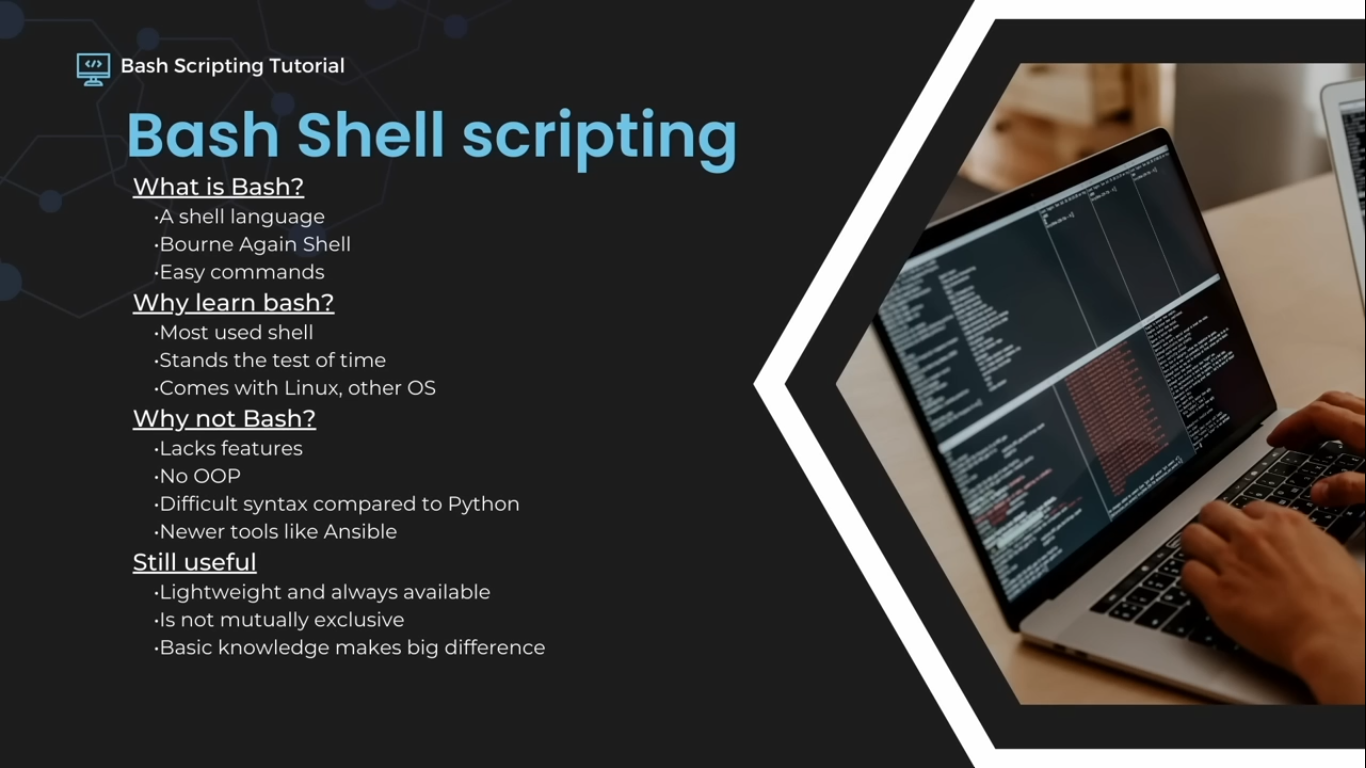 Bash Scripting Tutorial
Bash Shell scripting
What is Bash?
•A shell language
•Bourne Again Shell
•Easy commands
Why learn bash?
•Most used shell
•Stands the test of time
•Comes with Linux, other OS
Why not Bash?
•Lacks features
•No OOP
•Difficult syntax compared to Python
•Newer tools like Ansible
Still useful
•Lightweight and always available
•Is not mutually exclusive
•Basic knowledge makes big difference